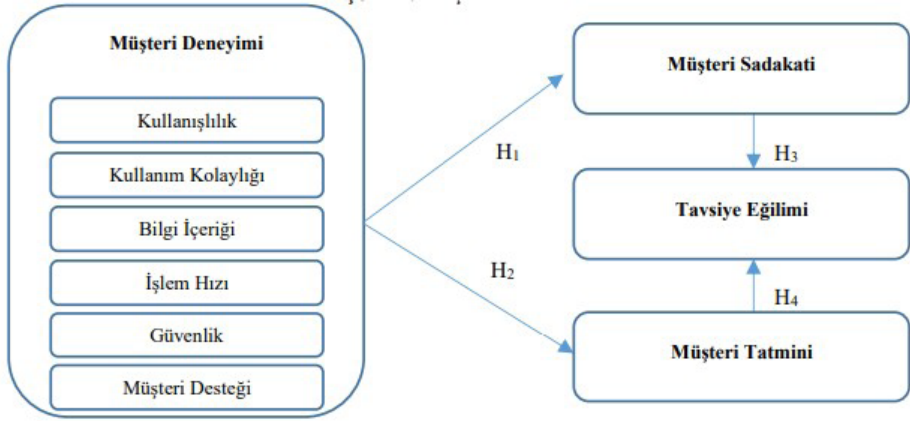 Müşteri Deneyimi
Kullanışlılık
Kullanım Kolaylığı
Bilgi İçeriği
İşlem Hızı
Güvenlik
Müşteri Desteği
H1
H2
Müşteri Sadakati
H3
Tavsiye Eğilimi
H4
Müşteri Tatmini